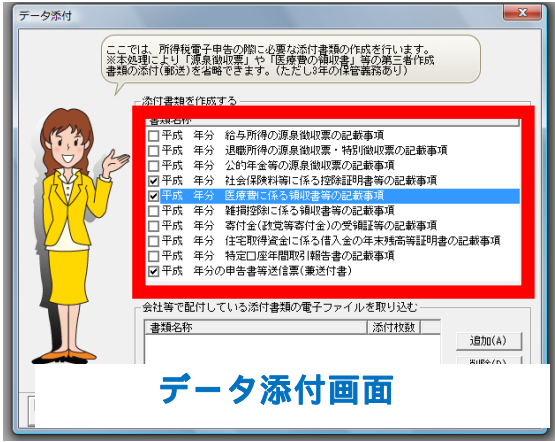 データ添付
ここでは、所得税電子申告の際に必要な添付書類の作成を行います。
※本処理により「源泉徴収票」や「医療費の領収書」等の第三者作成
書類の添付(郵送)を省略できます。(ただし3年の保管義務あり)
添付書類を作成する
書類名称
平成 年分 給与所得の源泉徴収票の記載事項
平成 年分 退職所得の源泉徴収票・特別徴収票の記載事項
平成 年分 公的年金等の源泉徴収票の記載事項
平成 年分 社会保険料等に係る控除証明書等の記載事項
平成 年分 医療費に係る領収書等の記載事項
平成 年分 雑損控除に係る領収書等の記載事項
平成 年分 寄付金(政党等寄付金)の受領証等の記載事項
平成 年分 住宅取得資金に係る借入金の年末残高等証明書の記載事項
平成 年分 特定口座年間取引報告書の記載事項
平成 年分の申告書等送信票(兼送付書)
会社等で配付している添付書類の電子ファイルを取り込む
書類名称 添付枚数
追加(A)
データ添付画面